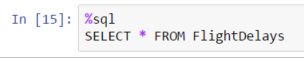 In [15]: %sql
SELECT * FROM FlightDelays